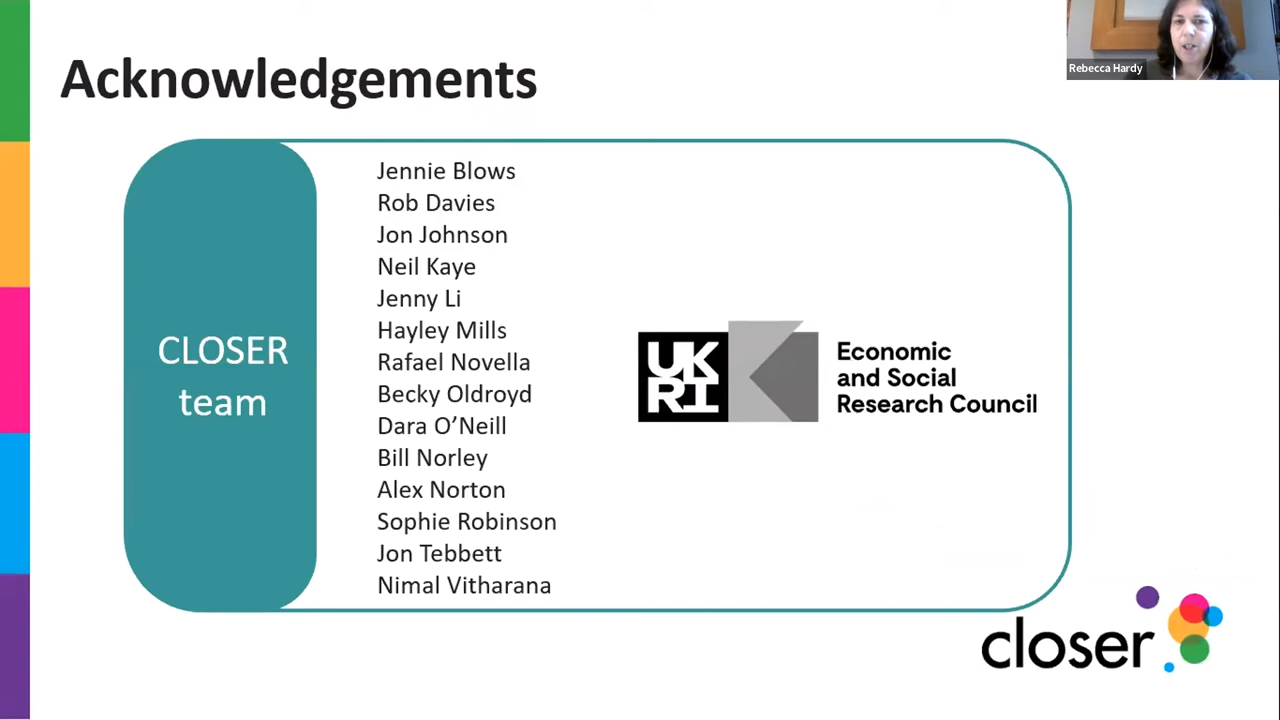 Acknowledgements
Rebecca Hardy
CLOSER
team
Jennie Blows
Rob Davies
Jon Johnson
Neil Kaye
Jenny Li
Hayley Mills
Rafael Novella
Becky Oldroyd
Dara O’Neill
Bill Norley
Alex Norton
Sophie Robinson
Jon Tebbett
Nimal Vitharana
UK
RI
Economic
and Social
Research Council
closer